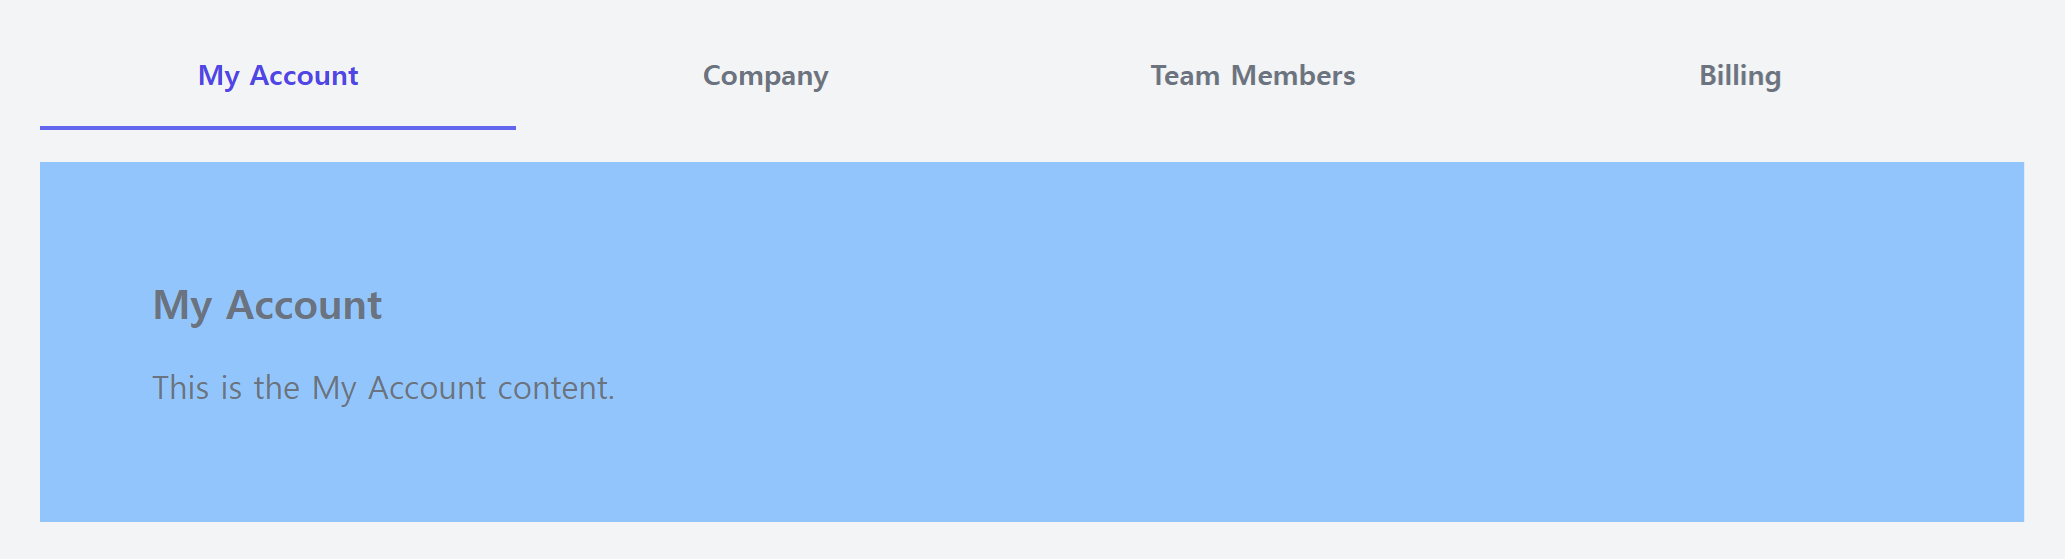 My Account Company Team Members Billing
My Account
This is the My Account content.